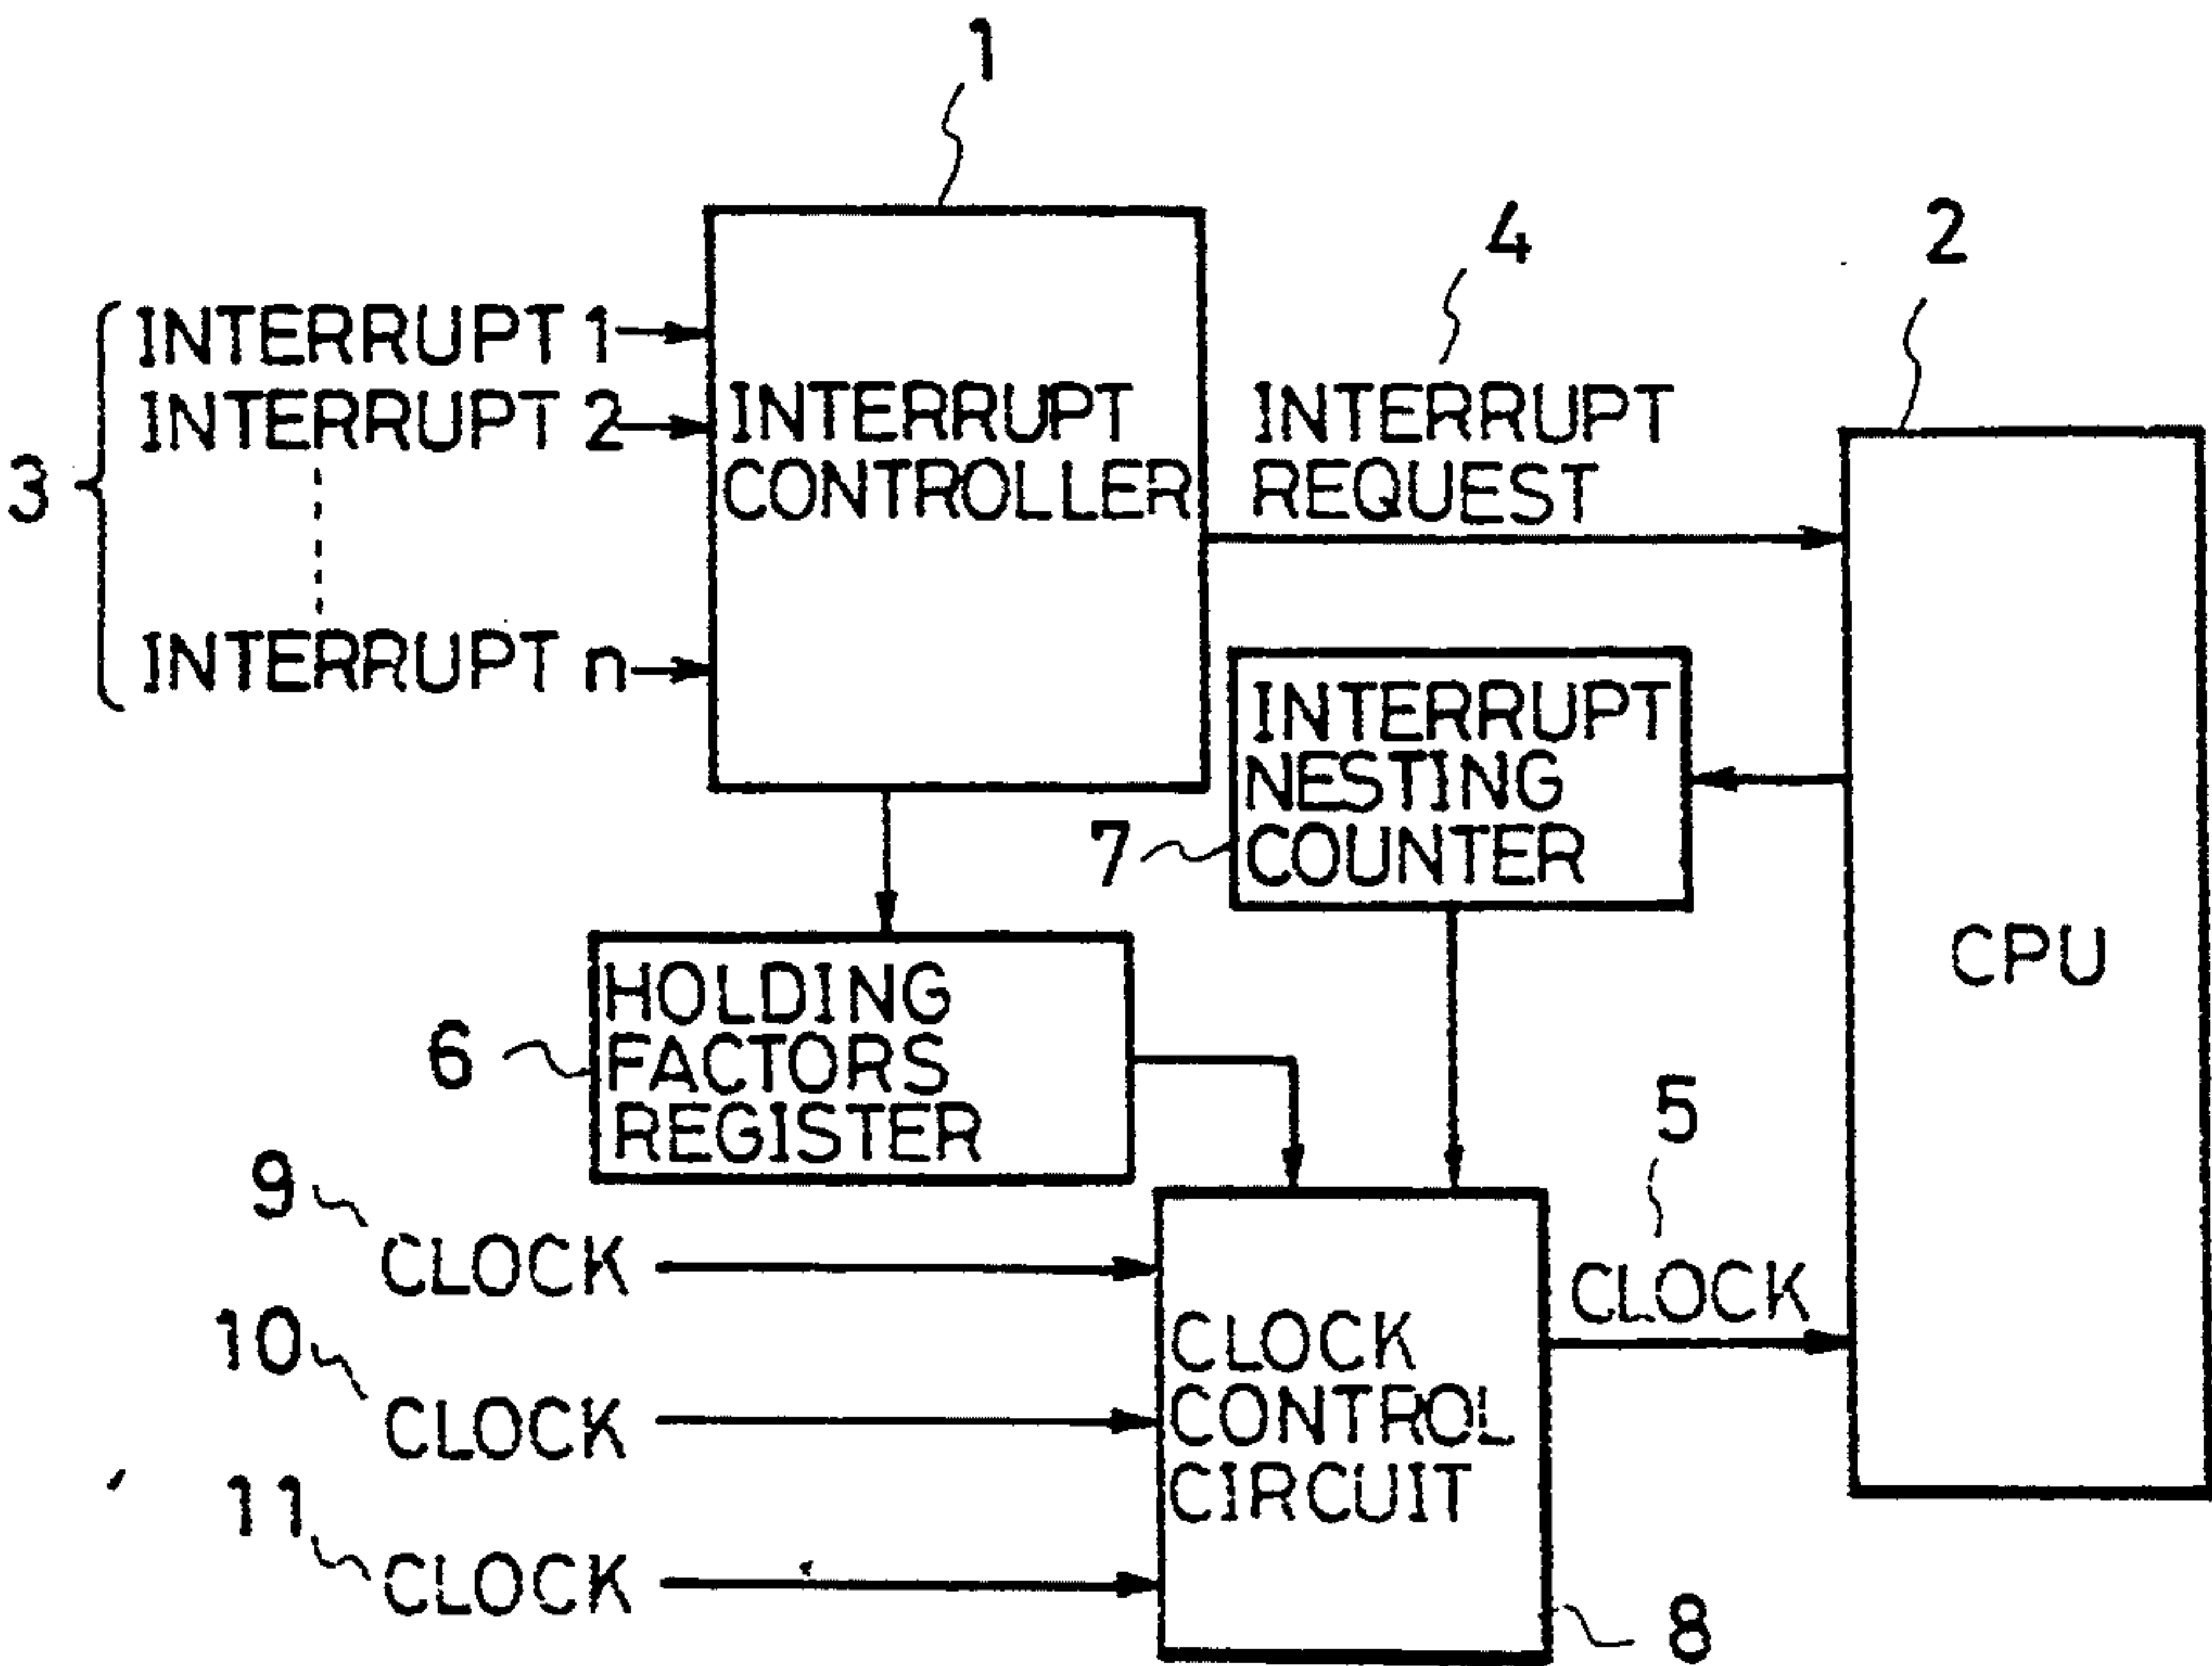 1
4
2
3
INTERRUPT 1
INTERRUPT 2
INTERRUPT n
INTERRUPT
CONTROLLER
INTERRUPT
REQUEST
7
INTERRUPT
NESTING
COUNTER
CPU
6
HOLDING
FACTORS
REGISTER
5
9
CLOCK
10
CLOCK
11
CLOCK
CLOCK
CONTROL
CIRCUIT
CLOCK
8